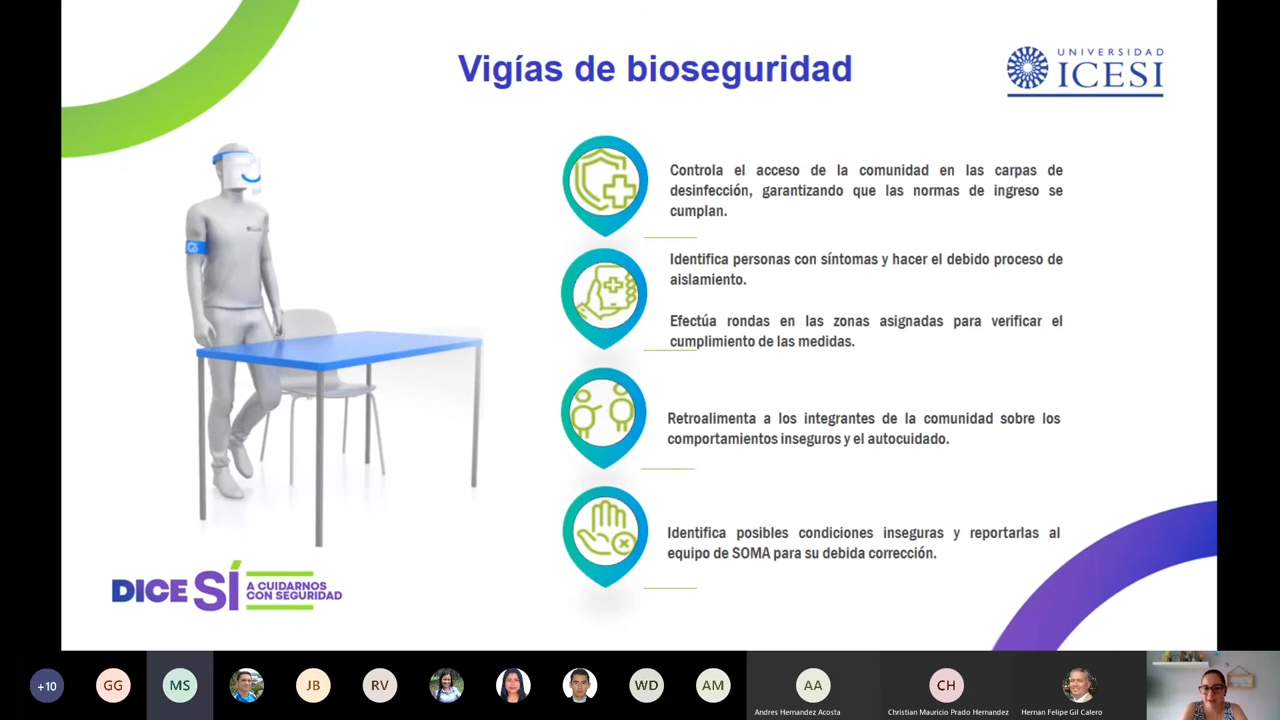 Vigías de bioseguridad
UNIVERSIDAD
ICESI
Controla el acceso de la comunidad en las carpas de
desinfección, garantizando que las normas de ingreso se
cumplan.
Identifica personas con síntomas y hacer el debido proceso de
aislamiento.
Efectúa rondas en las zonas asignadas para verificar el
cumplimiento de las medidas.
Retroalimenta a los integrantes de la comunidad sobre los
comportamientos inseguros y el autocuidado.
Identifica posibles condiciones inseguras y reportarlas al
equipo de SOMA para su debida corrección.
DICE SÍ A CUIDARNOS
CON SEGURIDAD
+10
GG
MS
JB
RV
WD
AM
AA
CH
Andres Hernandez Acosta
Christian Mauricio Prado Hernandez
Hernan Felipe Gil Calero